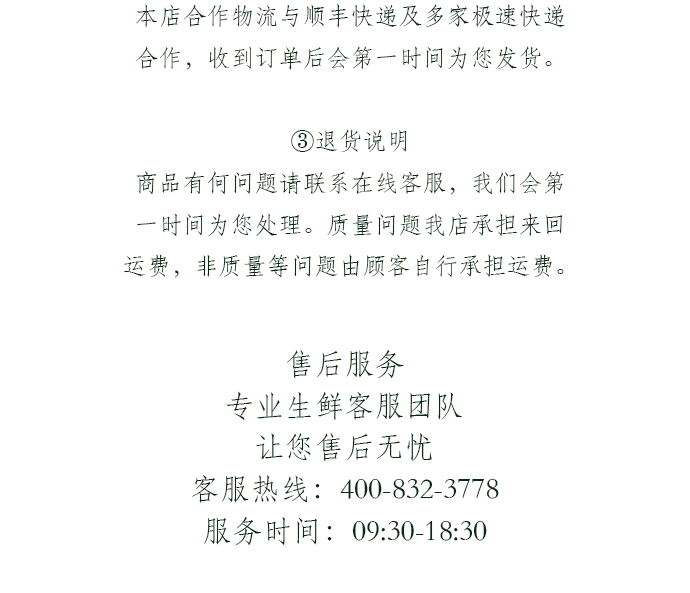 本店合作物流与顺丰快递及多家极速快递
合作，收到订单后会第一时间为您发货。
③退货说明
商品有何问题请联系在线客服，我们会第
一时间为您处理。质量问题我店承担来回
运费，非质量等问题由顾客自行承担运费。
售后服务
专业生鲜客服团队
让您售后无忧
客服热线：400-832-3778
服务时间：09:30-18:30